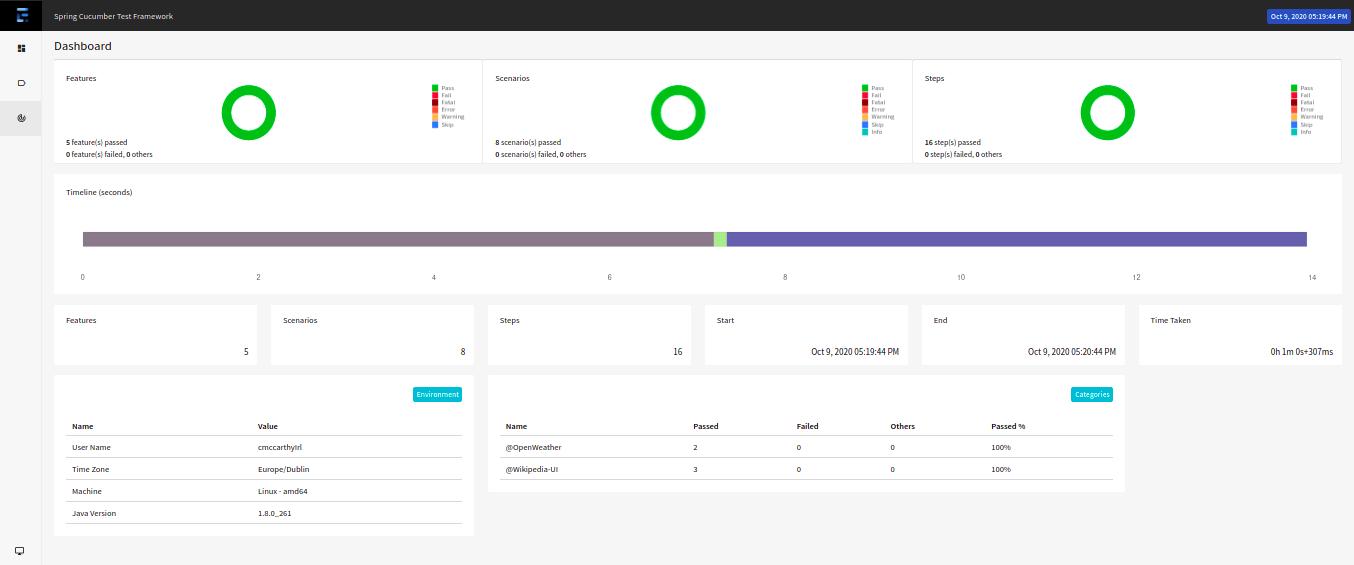 Spring Cucumber Test Framework
Oct 9, 2020 05:19:44 PM
Dashboard
Features
Pass
Fail
Fatal
Error
Warning
Skip
5 feature(s) passed
0 feature(s) failed, 0 others
Scenarios
Pass
Fail
Fatal
Error
Warning
Skip
Info
8 scenario(s) passed
0 scenario(s) failed, 0 others
Steps
Pass
Fail
Fatal
Error
Warning
Skip
Info
16 step(s) passed
0 step(s) failed, 0 others
Timeline (seconds)
0 2 4 6 8 10 12 14
Features
5
Scenarios
8
Steps
16
Start
Oct 9, 2020 05:19:44 PM
End
Oct 9, 2020 05:20:44 PM
Time Taken
0h 1m 0s+307ms
Environment
Name Value
User Name cmccarthyIrl
Time Zone Europe/Dublin
Machine Linux - amd64
Java Version 1.8.0_261
Categories
Name Passed Failed Others Passed %
@OpenWeather 2 0 0 100%
@Wikipedia-UI 3 0 0 100%